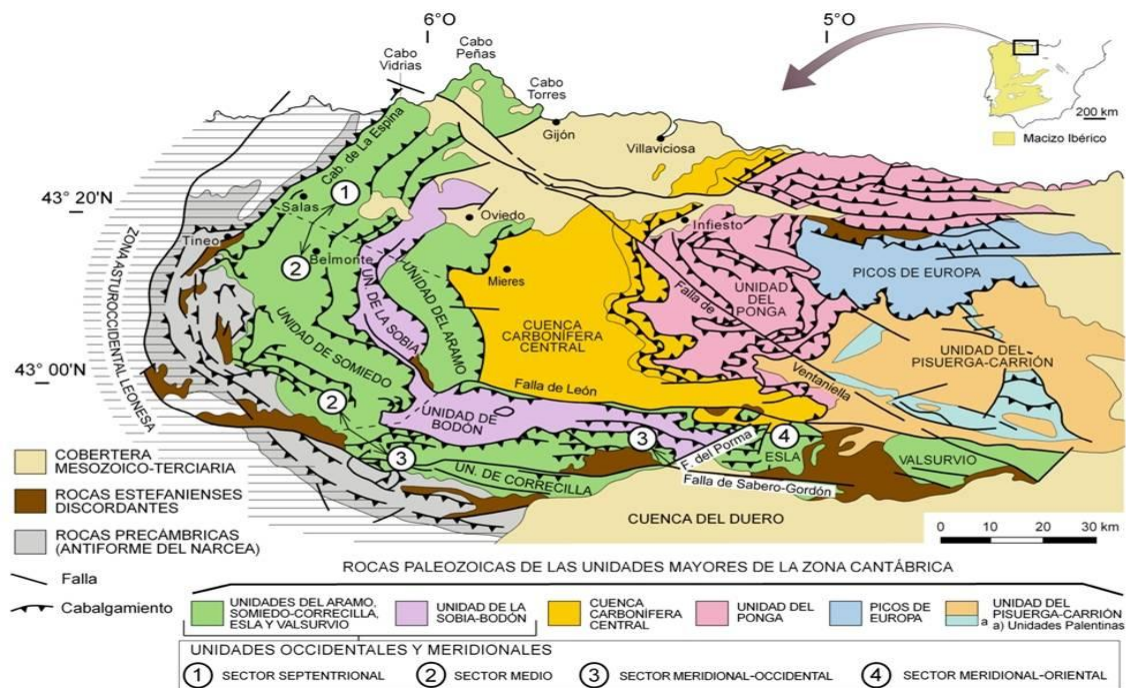 6°O
5°O
Cabo
Peñas
Cabo
Vidrias
Cabo
Torres
200 km
Macizo Ibérico
Gijón
Villaviciosa
Cab. de La Espina
1
43° 20'
Salas
Oviedo
Infiesto
Tineo
Belmonte
2
ZONA ASTUROCCIDENTAL LEONESA
UN. DE LA SOBIA
UNIDAD DEL ARAMO
Mieres
Falla de
UNIDAD
DEL
PONGA
PICOS DE EUROPA
CUENCA
CARBONÍFERA
CENTRAL
UNIDAD DE SOMIEDO
UNIDAD DEL
PISUERGA-CARRIÓN
43° 00'
Ventaniella
Falla de León
2
UNIDAD DE
BODÓN
3
3
F. del Porma
4
ESLA
VALSURVIO
UN. DE CORRECILLA
Falla de Sabero-Gordón
CUENCA DEL DUERO
COBERTERA
MESOZOICO-TERCIARIA
ROCAS ESTEFANIENSES
DISCORDANTES
ROCAS PRECÁMBRICAS
(ANTIFORME DEL NARCEA)
0 10 20 30 km
Falla
Cabalgamiento
ROCAS PALEOZOICAS DE LAS UNIDADES MAYORES DE LA ZONA CANTÁBRICA
UNIDADES DEL ARAMO,
SOMIEDO-CORRECILLA,
ESLA Y VALSURVIO
UNIDAD DE LA
SOBIA-BODÓN
CUENCA
CARBONÍFERA
CENTRAL
UNIDAD DEL
PONGA
PICOS DE
EUROPA
UNIDAD DEL
PISUERGA-CARRIÓN
a a) Unidades Palentinas
UNIDADES OCCIDENTALES Y MERIDIONALES
1 SECTOR SEPTENTRIONAL
2 SECTOR MEDIO
3 SECTOR MERIDIONAL-OCCIDENTAL
4 SECTOR MERIDIONAL-ORIENTAL